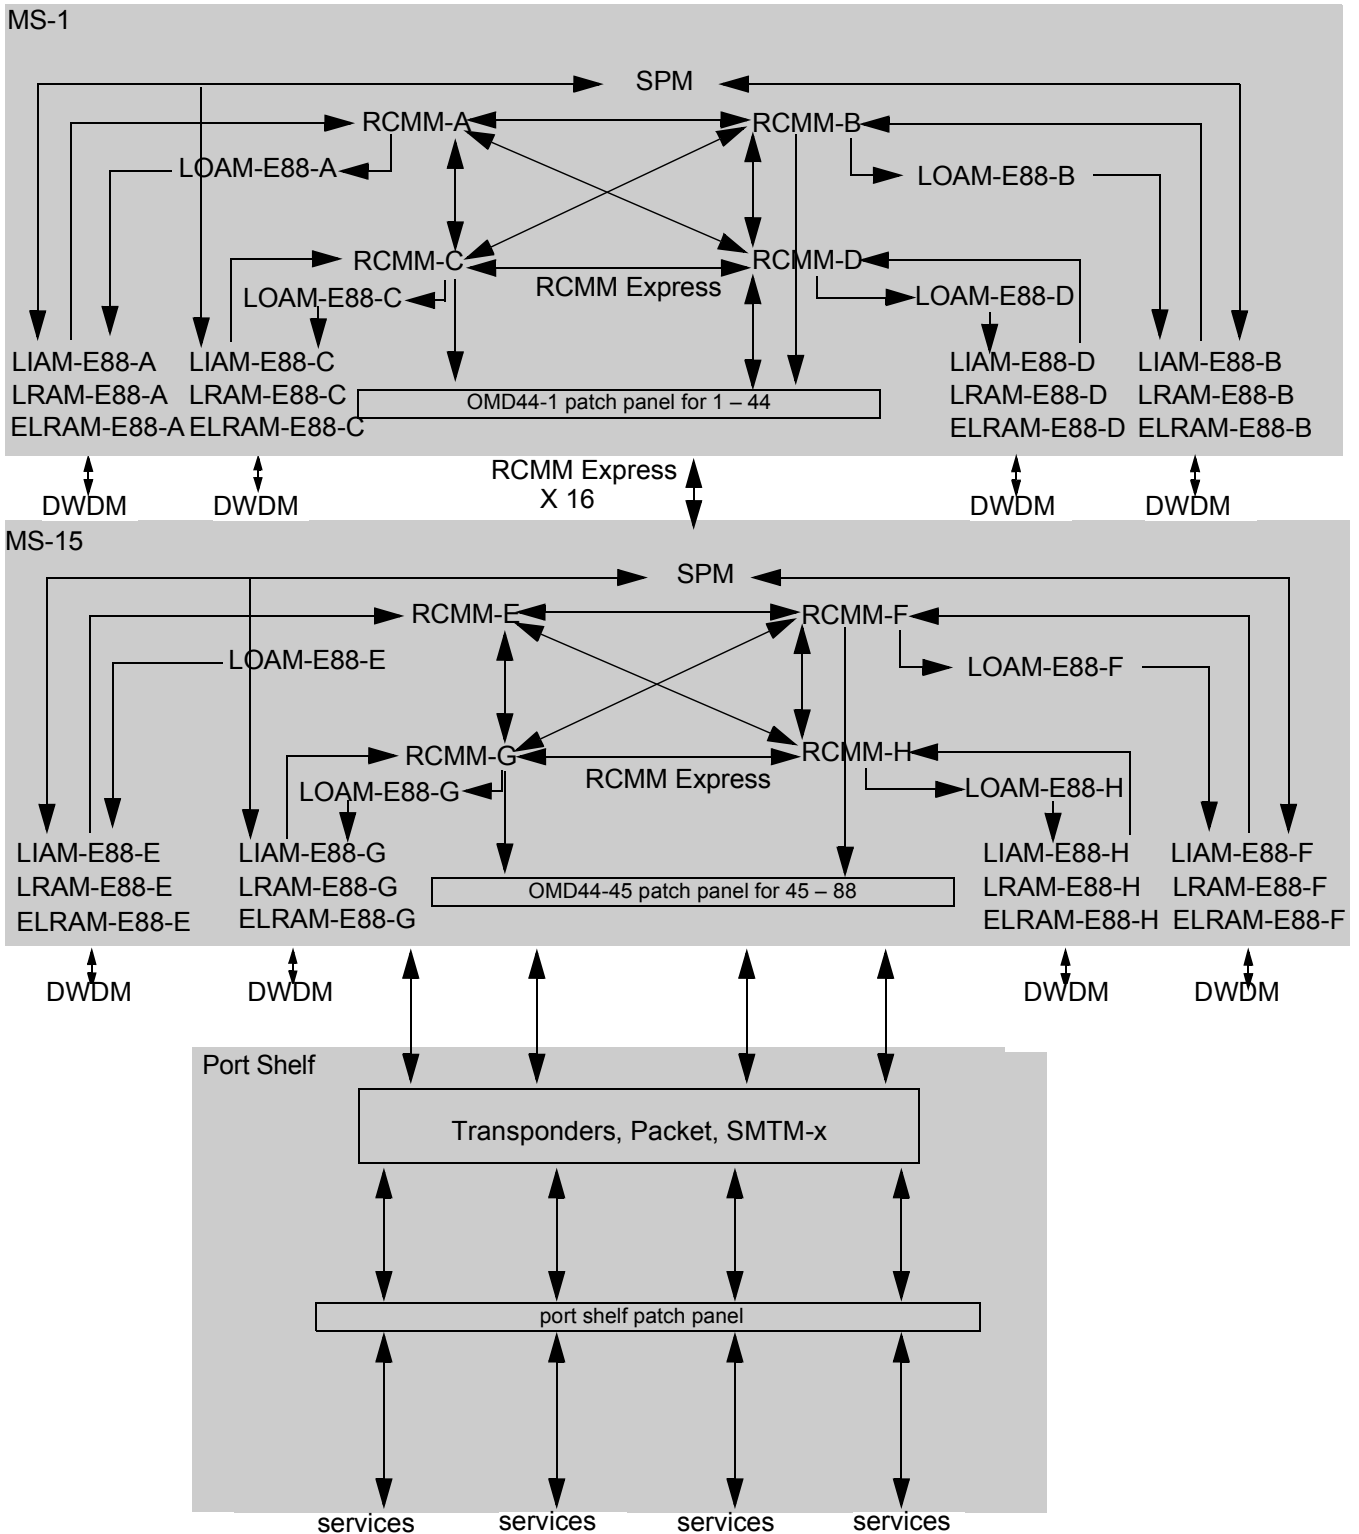 MS-1
SPM
RCMM-A
RCMM-B
LOAM-E88-A
LOAM-E88-B
RCMM-C
RCMM-D
RCMM Express
LOAM-E88-C
LOAM-E88-D
LIAM-E88-A
LRAM-E88-A
ELRAM-E88-A
LIAM-E88-C
LRAM-E88-C
ELRAM-E88-C
OMD44-1 patch panel for 1 – 44
LIAM-E88-D
LRAM-E88-D
ELRAM-E88-D
LIAM-E88-B
LRAM-E88-B
ELRAM-E88-B
RCMM Express
X 16
DWDM
DWDM
DWDM
DWDM
MS-15
SPM
RCMM-E
RCMM-F
LOAM-E88-E
LOAM-E88-F
RCMM-G
RCMM-H
RCMM Express
LOAM-E88-G
LOAM-E88-H
LIAM-E88-E
LRAM-E88-E
ELRAM-E88-E
LIAM-E88-G
LRAM-E88-G
ELRAM-E88-G
OMD44-45 patch panel for 45 – 88
LIAM-E88-H
LRAM-E88-H
ELRAM-E88-H
LIAM-E88-F
LRAM-E88-F
ELRAM-E88-F
DWDM
DWDM
DWDM
DWDM
Port Shelf
Transponders, Packet, SMTM-x
port shelf patch panel
services
services
services
services